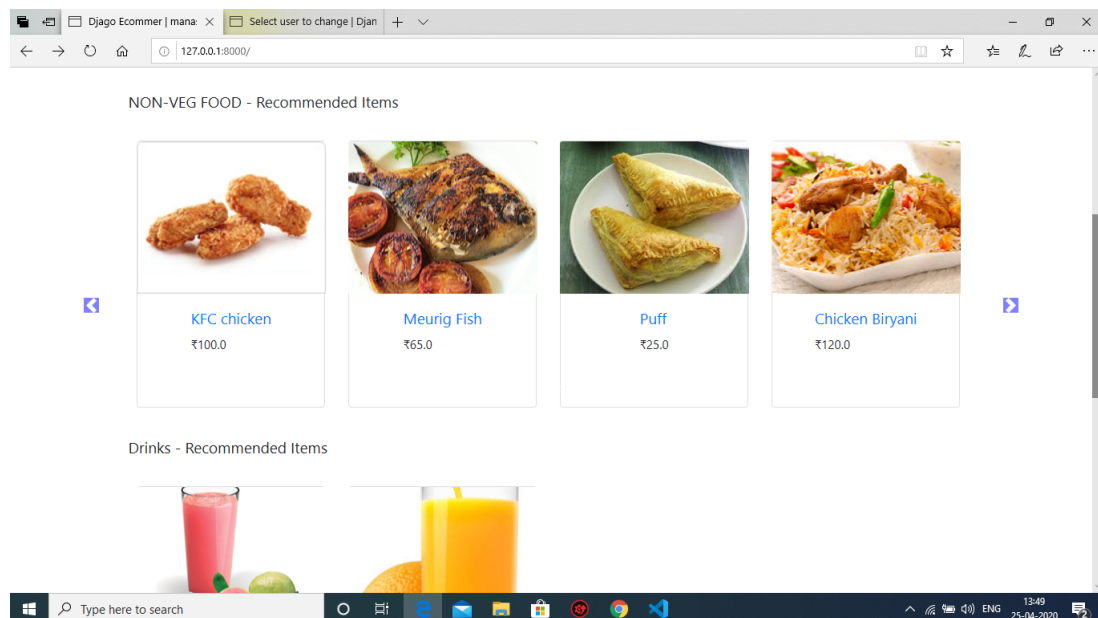 Djago Ecommer | mana:
Select user to change | Djan
127.0.0.1:8000/
NON-VEG FOOD - Recommended Items
KFC chicken
Meurig Fish
Puff
Chicken Biryani
₹100.0
₹65.0
₹25.0
₹120.0
Drinks - Recommended Items
Type here to search
ENG
13:49
25-04-2020
2